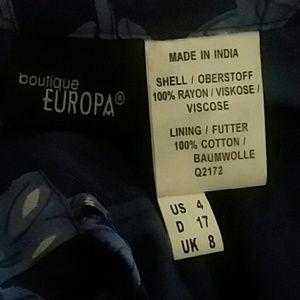 boutique
EUROPA®
MADE IN INDIA
SHELL / OBERSTOFF
100% RAYON / VISKOSE /
VISCOSE
LINING / FUTTER
100% COTTON /
BAUMWOLLE
Q2172
US 4
D 17
UK 8